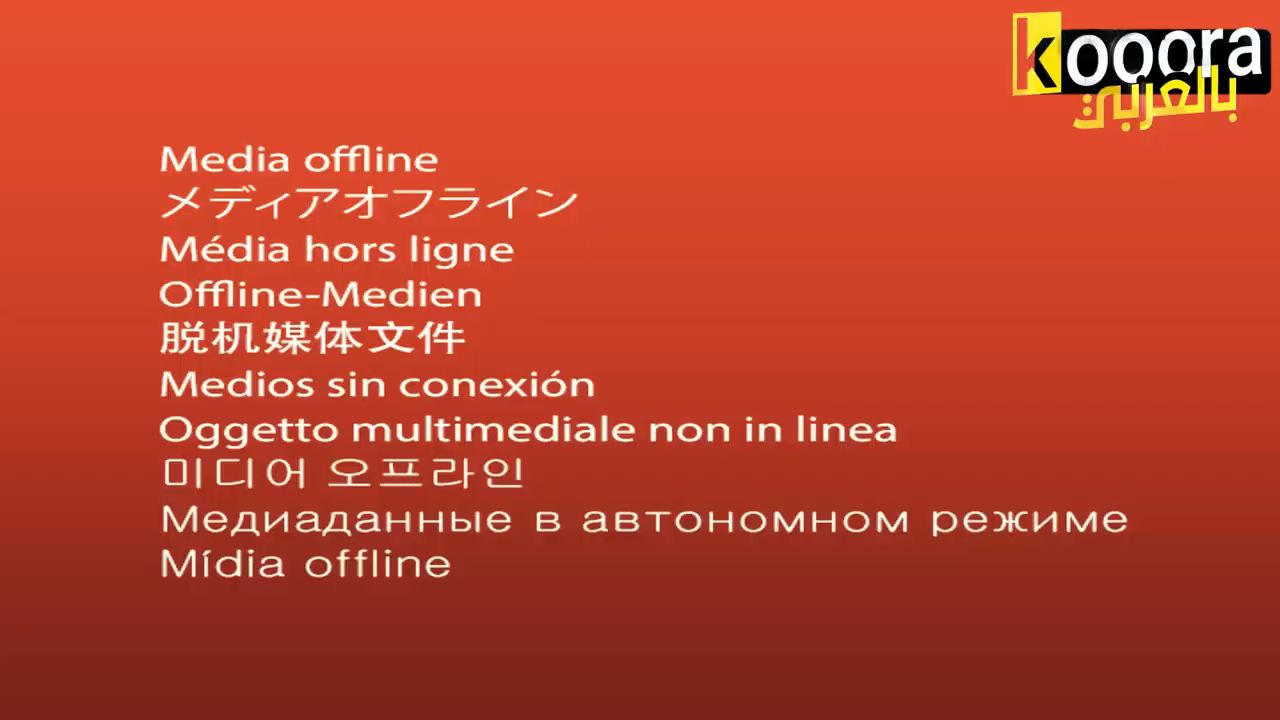 kooora
بالعربي
Media offline
メディアオフライン
Média hors ligne
Offline-Medien
脱机媒体文件
Medios sin conexión
Oggetto multimediale non in linea
미디어 오프라인
Медиаданные в автономном режиме
Mídia offline